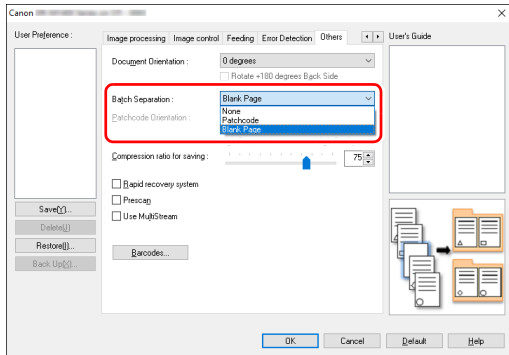 Canon
User Preference :
Image processing Image control Feeding Error Detection Others
User's Guide
Document Orientation :
0 degrees
Rotate +180 degrees Back Side
Batch Separation :
Blank Page
Patchcode Orientation :
None
Patchcode
Blank Page
Compression ratio for saving :
75
Rapid recovery system
Prescan
Use MultiStream
Save(Y)...
Delete(J)
Restore(I)...
Back Up(X)...
Barcodes...
OK
Cancel
Default
Help